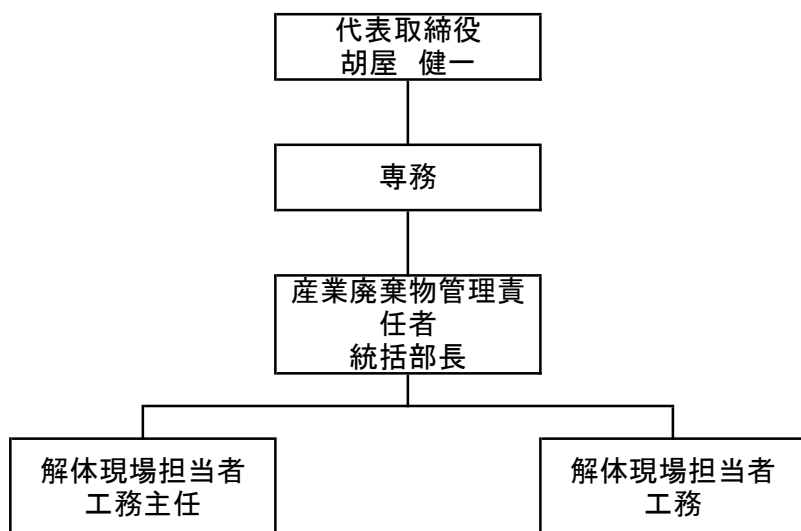 代表取締役
胡屋　健一
専務
産業廃棄物管理責
任者
統括部長
解体現場担当者
工務主任
解体現場担当者
工務